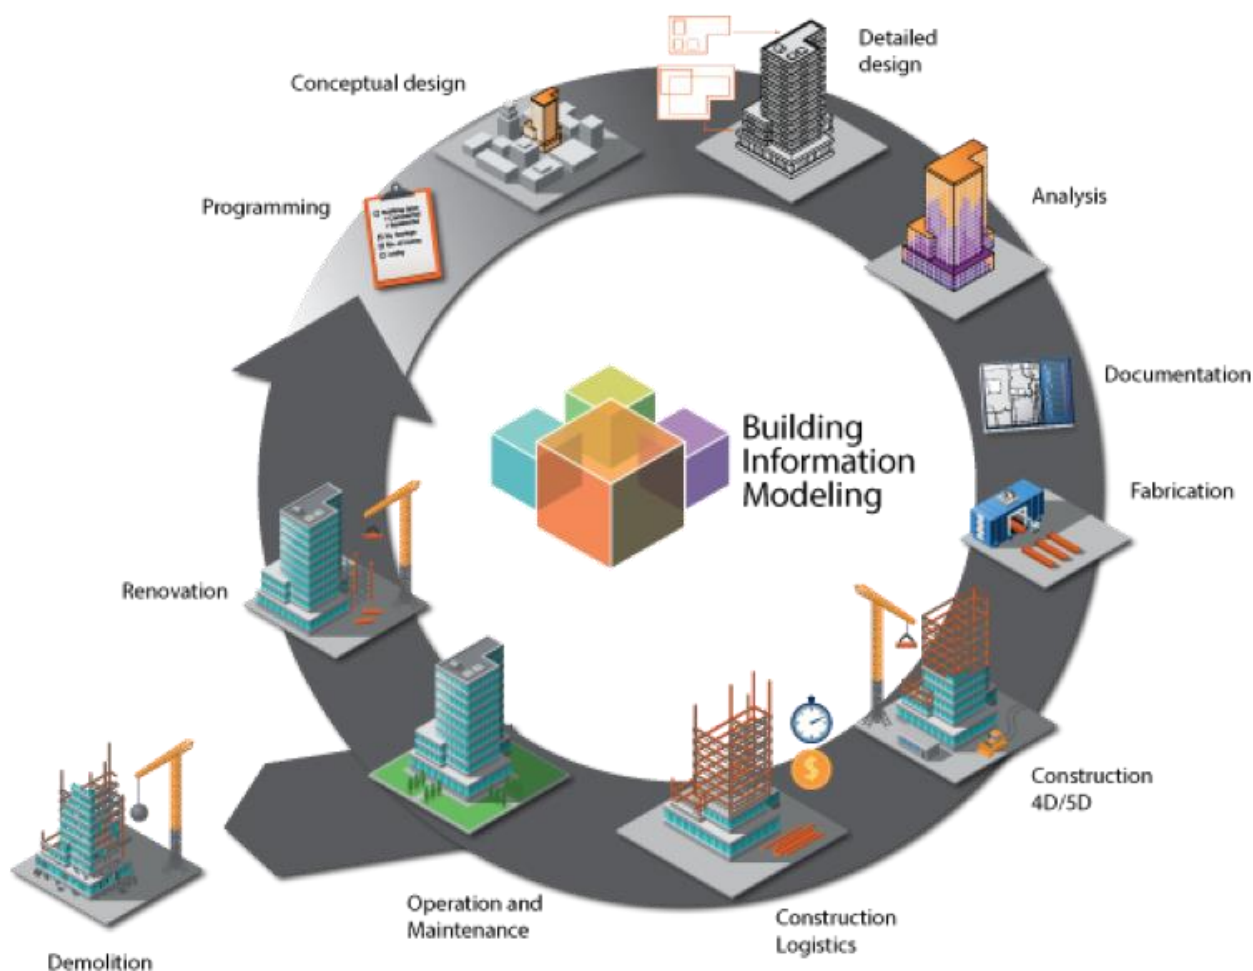 Conceptual design
Detailed
design
Programming
Analysis
Documentation
Building
Information
Modeling
Fabrication
Renovation
Construction
4D/5D
Operation and
Maintenance
Construction
Logistics
Demolition
$